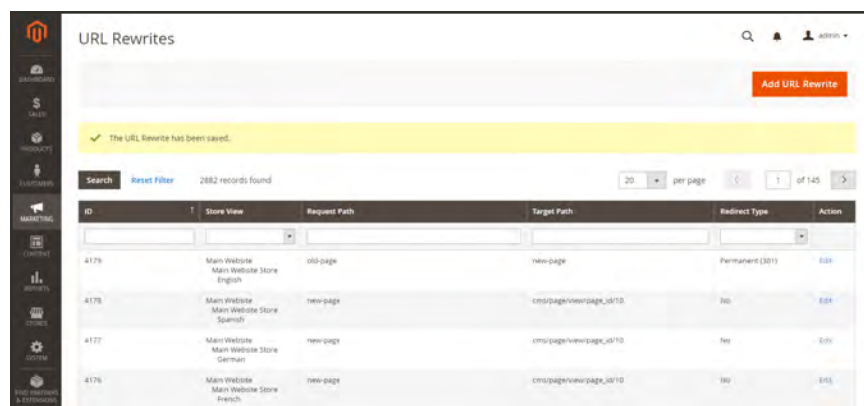 URL Rewrites
admin
DASHBOARD
SALES
PRODUCTS
CUSTOMERS
MARKETING
CONTENT
REPORTS
STORES
SYSTEM
FIND PARTNERS
& EXTENSIONS
Add URL Rewrite
The URL Rewrite has been saved.
Search Reset Filter 2882 records found 20 per page 1 of 145
ID Store View Request Path Target Path Redirect Type Action
4179 Main Website old-page new-page Permanent (301) Edit
Main Website Store
English
4178 Main Website new-page cms/page/view/page_id/10 No Edit
Main Website Store
Spanish
4177 Main Website new-page cms/page/view/page_id/10 No Edit
Main Website Store
German
4176 Main Website new-page cms/page/view/page_id/10 No Edit
Main Website Store
French